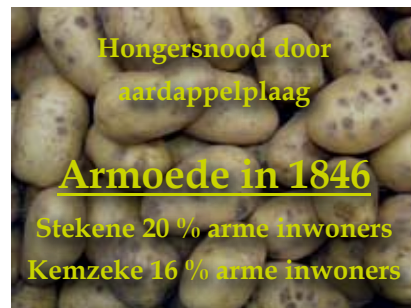 Hongersnood door
aardappelplaag
Armoede in 1846
Stekene 20 % arme inwoners
Kemzeke 16 % arme inwoners